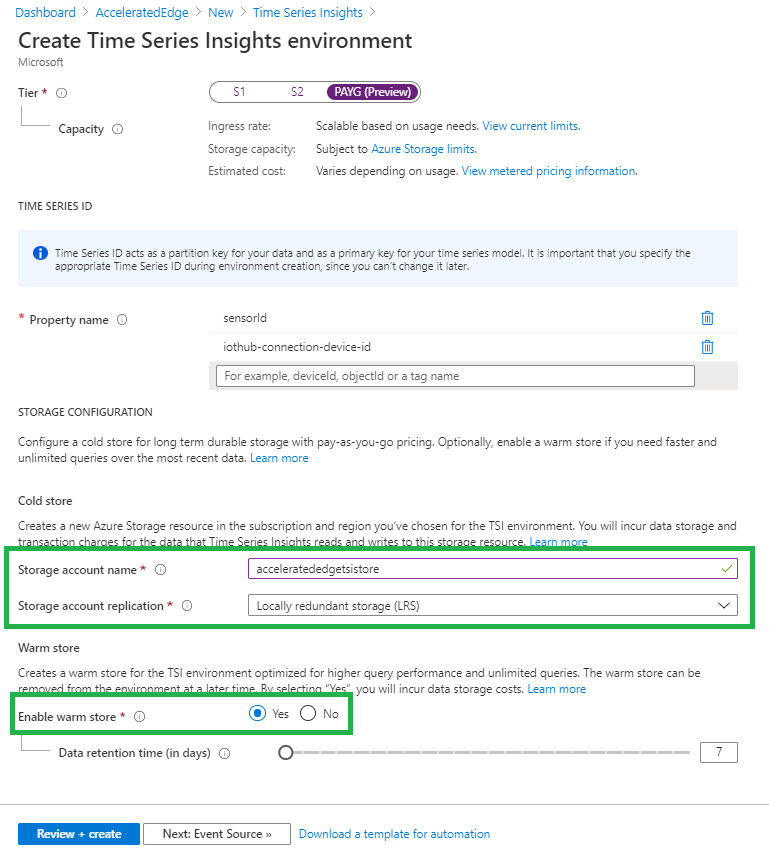 Dashboard > AcceleratedEdge > New > Time Series Insights >
Create Time Series Insights environment
Microsoft
Tier *
S1 S2 PAYG (Preview)
Capacity
Ingress rate: Scalable based on usage needs. View current limits.
Storage capacity: Subject to Azure Storage limits.
Estimated cost: Varies depending on usage. View metered pricing information.
TIME SERIES ID
Time Series ID acts as a partition key for your data and as a primary key for your time series model. It is important that you specify the
appropriate Time Series ID during environment creation, since you can't change it later.
* Property name
sensorId
iothub-connection-device-id
For example, deviceId, objectId or a tag name
STORAGE CONFIGURATION
Configure a cold store for long term durable storage with pay-as-you-go pricing. Optionally, enable a warm store if you need faster and
unlimited queries over the most recent data. Learn more
Cold store
Creates a new Azure Storage resource in the subscription and region you've chosen for the TSI environment. You will incur data storage and
transaction charges for the data that Time Series Insights reads and writes to this storage resource. Learn more
Storage account name * acceleratededgetsistore
Storage account replication * Locally redundant storage (LRS)
Warm store
Creates a warm store for the TSI environment optimized for higher query performance and unlimited queries. The warm store can be
removed from the environment at a later time. By selecting "Yes", you will incur data storage costs. Learn more
Enable warm store * Yes No
Data retention time (in days) 7
Review + create Next: Event Source » Download a template for automation